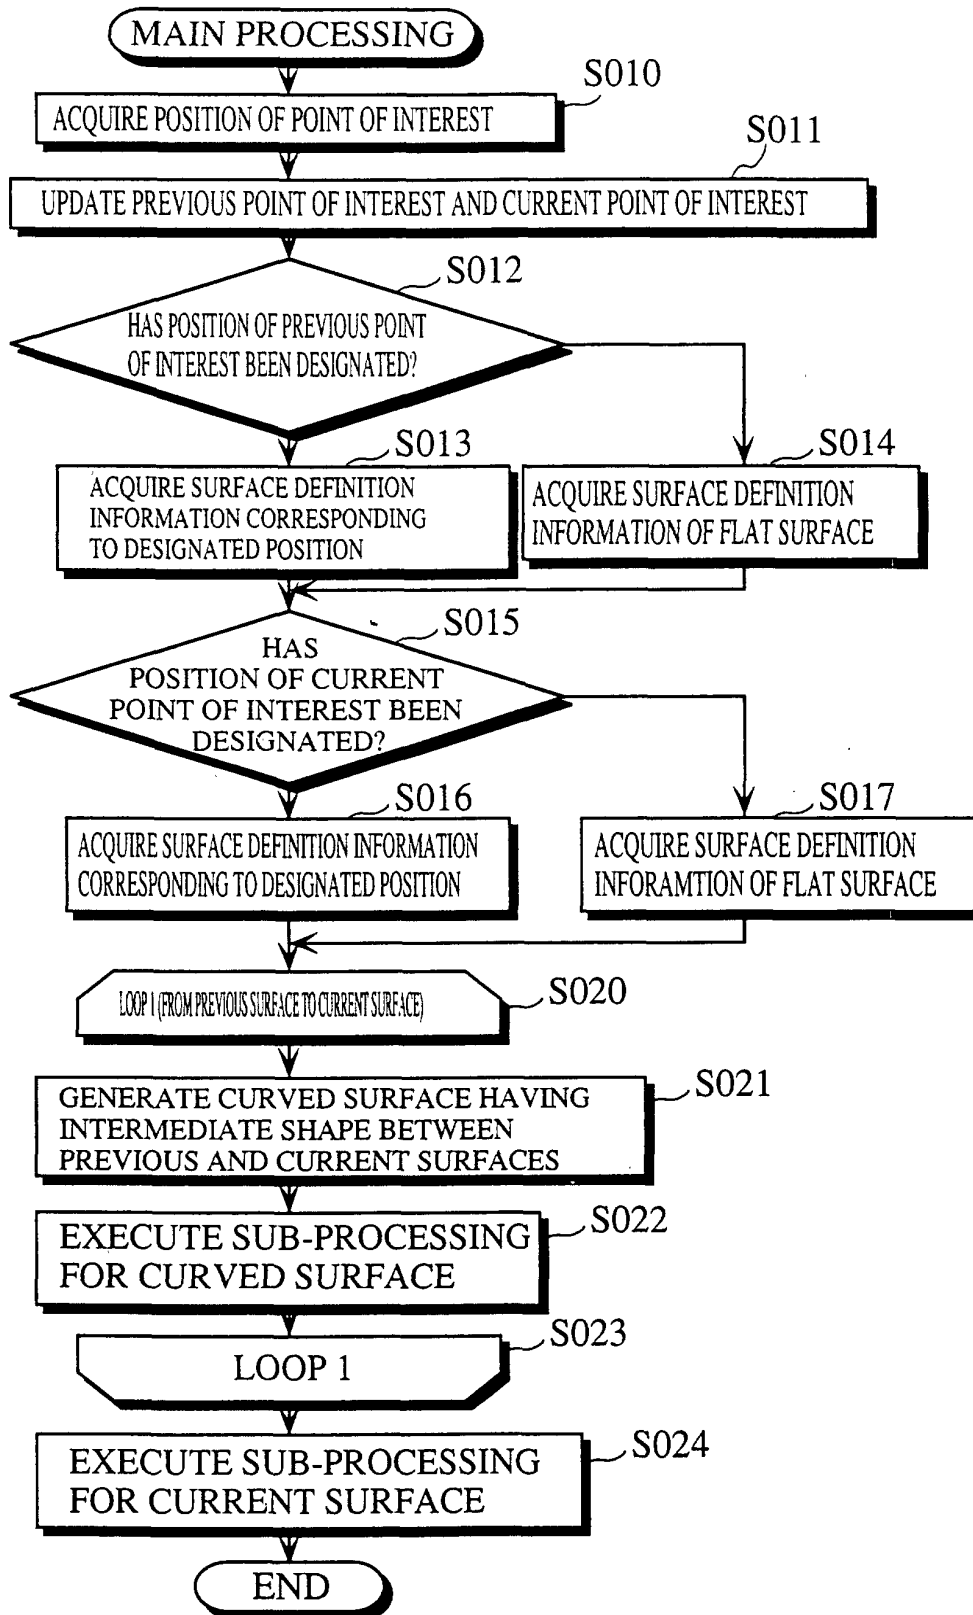 MAIN PROCESSING
S010
ACQUIRE POSITION OF POINT OF INTEREST
S011
UPDATE PREVIOUS POINT OF INTEREST AND CURRENT POINT OF INTEREST
S012
HAS POSITION OF PREVIOUS POINT
OF INTEREST BEEN DESIGNATED?
S013
ACQUIRE SURFACE DEFINITION
INFORMATION CORRESPONDING
TO DESIGNATED POSITION
S014
ACQUIRE SURFACE DEFINITION
INFORMATION OF FLAT SURFACE
S015
HAS
POSITION OF CURRENT
POINT OF INTEREST BEEN
DESIGNATED?
S016
ACQUIRE SURFACE DEFINITION INFORMATION
CORRESPONDING TO DESIGNATED POSITION
S017
ACQUIRE SURFACE DEFINITION
INFORAMTION OF FLAT SURFACE
S020
LOOP 1 (FROM PREVIOUS SURFACE TO CURRENT SURFACE)
S021
GENERATE CURVED SURFACE HAVING
INTERMEDIATE SHAPE BETWEEN
PREVIOUS AND CURRENT SURFACES
S022
EXECUTE SUB-PROCESSING
FOR CURVED SURFACE
S023
LOOP 1
S024
EXECUTE SUB-PROCESSING
FOR CURRENT SURFACE
END